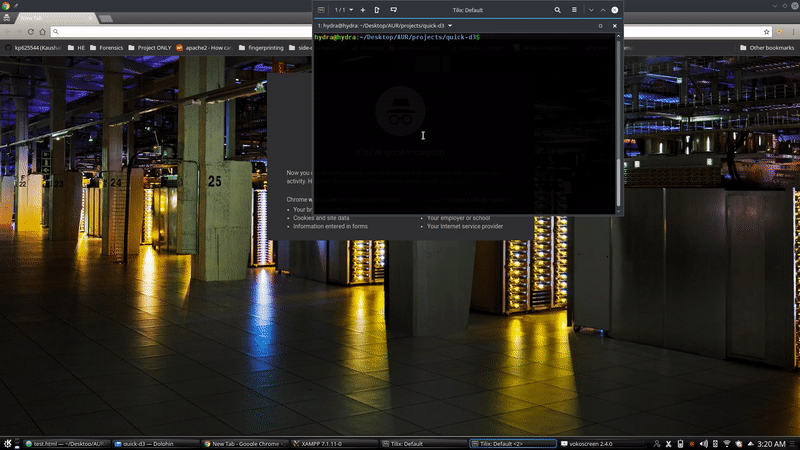 New Tab
1 / 1
Tilix: Default
kp625544 (Kausha
HE
Forensics
Project ONLY
apache2 - How can
fingerprinting
side-c
Other bookmarks
1: hydra@hydra:~/Desktop/AUR/projects/quick-d3
hydra@hydra:~/Desktop/AUR/projects/quick-d3$
Now you
activity. H
Chrome w
Your br
Cookies and site data
Information entered in forms
Your employer or school
Your Internet service provider
22
23
24
25
test.html — ~/Desktop/AUR
quick-d3 — Dolphin
New Tab - Google Chrome
XAMPP 7.1.11-0
Tilix: Default
Tilix: Default <2>
vokoscreen 2.4.0
3:20 AM